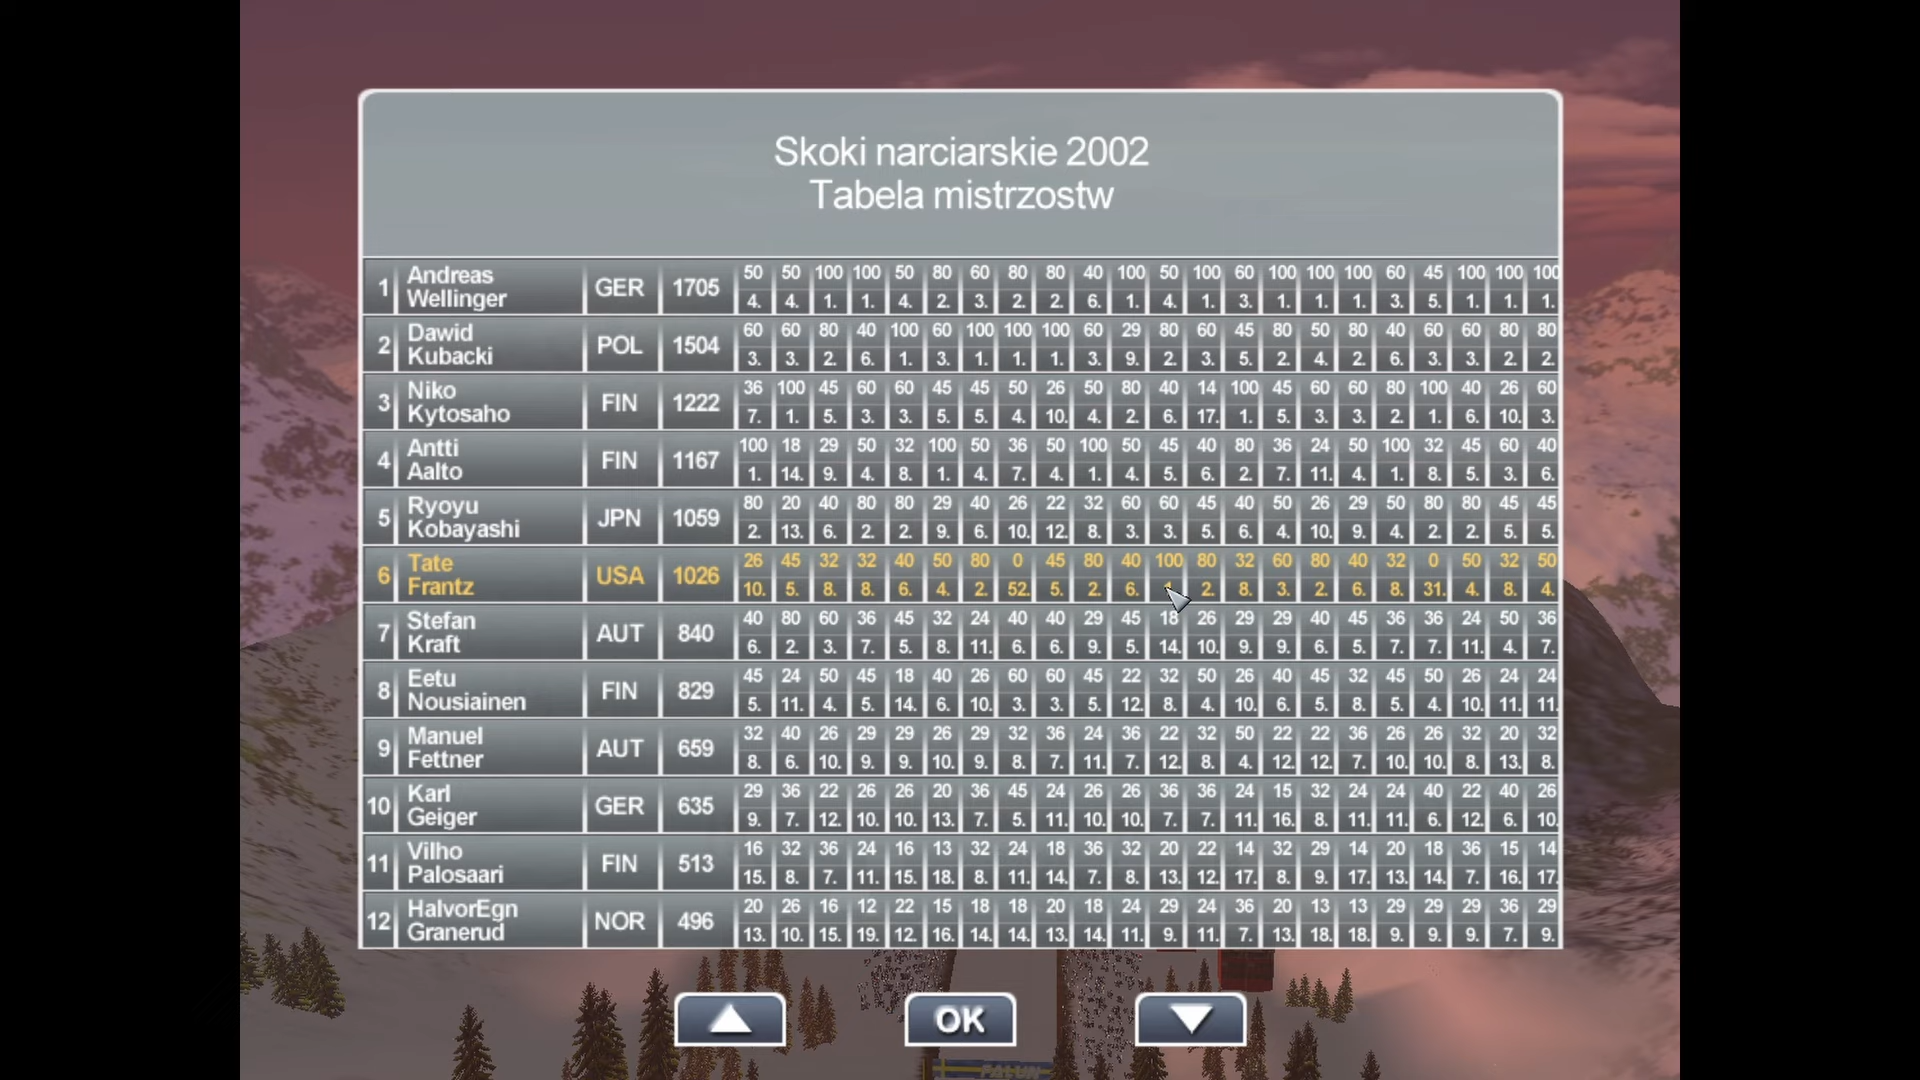 Skoki narciarskie 2002
Tabela mistrzostw
1 Andreas Wellinger GER 1705 50 50 100 100 50 80 60 80 80 40 100 50 100 60 100 100 100 60 45 100 100 100
4. 4. 1. 1. 4. 2. 3. 2. 2. 6. 1. 4. 1. 3. 1. 1. 1. 3. 5. 1. 1. 1.
2 Dawid Kubacki POL 1504 60 60 80 40 100 60 100 100 100 60 29 80 60 45 80 50 80 40 60 60 80 80
3. 3. 2. 6. 1. 3. 1. 1. 1. 3. 9. 2. 3. 5. 2. 4. 2. 6. 3. 3. 2. 2.
3 Niko Kytosaho FIN 1222 36 100 45 60 60 45 45 50 26 50 80 40 14 100 45 60 60 80 100 40 26 60
7. 1. 5. 3. 3. 5. 5. 4. 10. 4. 2. 6. 17. 1. 5. 3. 3. 2. 1. 6. 10. 3.
4 Antti Aalto FIN 1167 100 18 29 50 32 100 50 36 50 100 50 45 40 80 36 24 50 100 32 45 60 40
1. 14. 9. 4. 8. 1. 4. 7. 4. 1. 4. 5. 6. 2. 7. 11. 4. 1. 8. 5. 3. 6.
5 Ryoyu Kobayashi JPN 1059 80 20 40 80 80 29 40 26 22 32 60 60 45 40 50 26 29 50 80 80 45 45
2. 13. 6. 2. 2. 9. 6. 10. 12. 8. 3. 3. 5. 6. 4. 10. 9. 4. 2. 2. 5. 5.
6 Tate Frantz USA 1026 26 45 32 32 40 50 80 0 45 80 40 100 80 32 60 80 40 32 0 50 32 50
10. 5. 8. 8. 6. 4. 2. 52. 5. 2. 6. 2. 8. 3. 2. 6. 8. 31. 4. 8. 4.
7 Stefan Kraft AUT 840 40 80 60 36 45 32 24 40 40 29 45 18 26 29 29 40 45 36 36 24 50 36
6. 2. 3. 7. 5. 8. 11. 6. 6. 9. 5. 14. 10. 9. 9. 6. 5. 7. 7. 11. 4. 7.
8 Eetu Nousiainen FIN 829 45 24 50 45 18 40 26 60 60 45 22 32 50 26 40 45 32 45 50 26 24 24
5. 11. 4. 5. 14. 6. 10. 3. 3. 5. 12. 8. 4. 10. 6. 5. 8. 5. 4. 10. 11. 11.
9 Manuel Fettner AUT 659 32 40 26 29 29 26 29 32 36 24 36 22 32 50 22 22 36 26 26 32 20 32
8. 6. 10. 9. 9. 10. 9. 8. 7. 11. 7. 12. 8. 4. 12. 12. 7. 10. 10. 8. 13. 8.
10 Karl Geiger GER 635 29 36 22 26 26 20 36 45 24 26 26 36 36 24 15 32 24 24 40 22 40 26
9. 7. 12. 10. 10. 13. 7. 5. 11. 10. 10. 7. 7. 11. 16. 8. 11. 11. 6. 12. 6. 10.
11 Vilho Palosaari FIN 513 16 32 36 24 16 13 32 24 18 36 32 20 22 14 32 29 14 20 18 36 15 14
15. 8. 7. 11. 15. 18. 8. 11. 14. 7. 8. 13. 12. 17. 8. 9. 17. 13. 14. 7. 16. 17.
12 HalvorEgn Granerud NOR 496 20 26 16 12 22 15 18 18 20 18 24 29 24 36 20 13 13 29 29 29 36 29
13. 10. 15. 19. 12. 16. 14. 14. 13. 14. 11. 9. 11. 7. 13. 18. 18. 9. 9. 9. 7. 9.
OK
FALUN